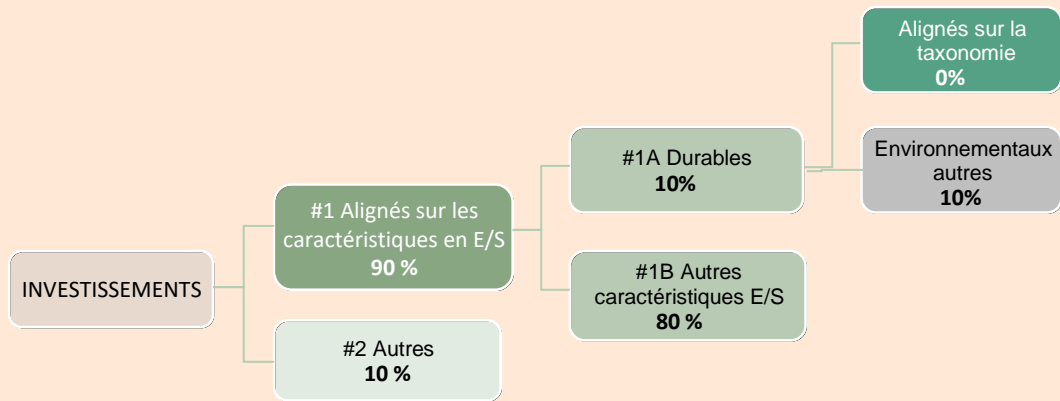 Alignés sur la
taxonomie
0%
#1A Durables
10%
Environnementaux
autres
10%
#1 Alignés sur les
caractéristiques en E/S
90 %
#1B Autres
caractéristiques E/S
80 %
INVESTISSEMENTS
#2 Autres
10 %